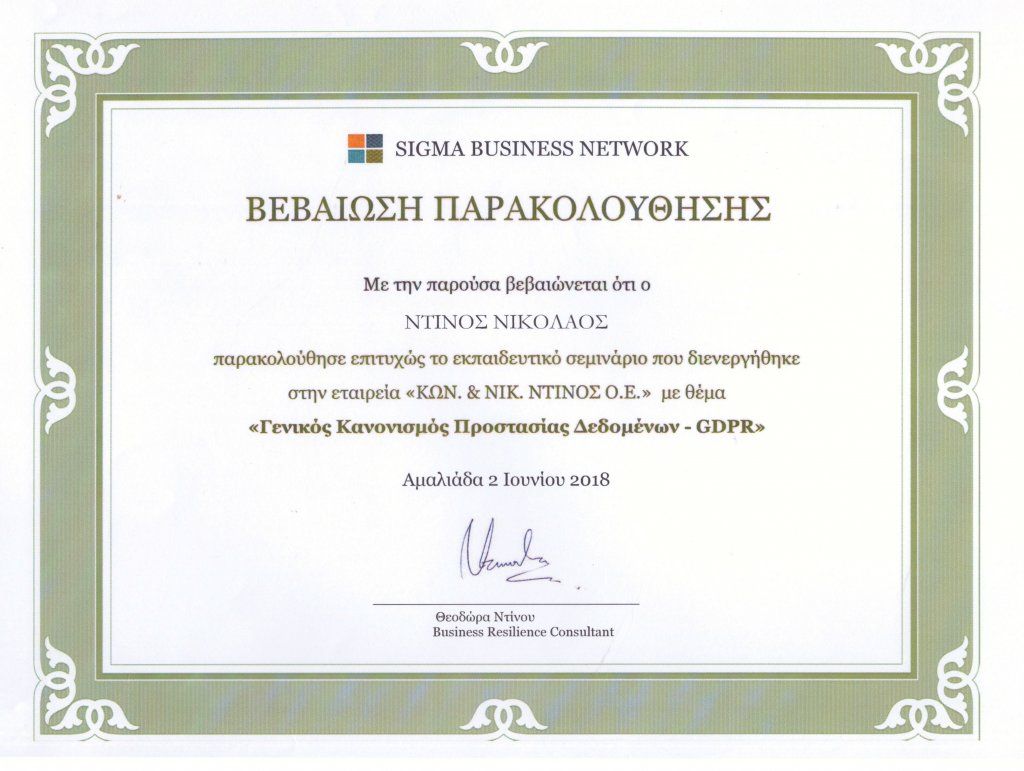 SIGMA BUSINESS NETWORK
ΒΕΒΑΙΩΣΗ ΠΑΡΑΚΟΛΟΥΘΗΣΗΣ
Με την παρούσα βεβαιώνεται ότι ο
ΝΤΙΝΟΣ ΝΙΚΟΛΑΟΣ
παρακολούθησε επιτυχώς το εκπαιδευτικό σεμινάριο που διενεργήθηκε
στην εταιρεία «ΚΩΝ. & ΝΙΚ. ΝΤΙΝΟΣ Ο.Ε.» με θέμα
«Γενικός Κανονισμός Προστασίας Δεδομένων - GDPR»
Αμαλιάδα 2 Ιουνίου 2018
Θεοδώρα Ντίνου
Business Resilience Consultant